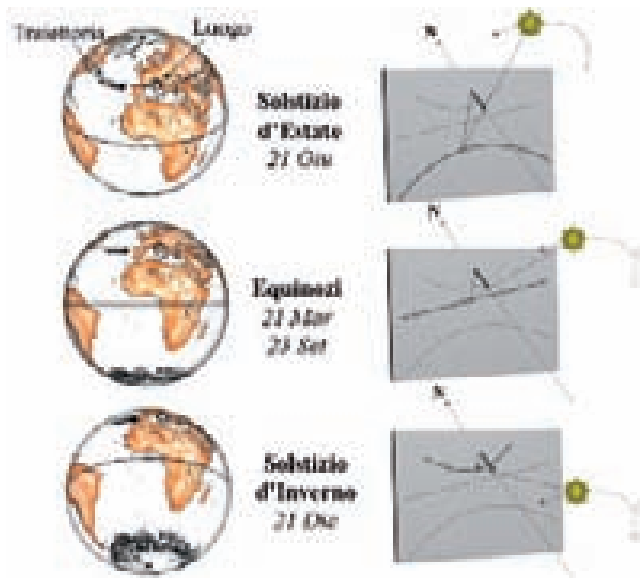 Traiettoria
Luogo
N
Solstizio
d'Estate
21 Giu
N
Equinozi
21 Mar
23 Set
N
Solstizio
d'Inverno
21 Dic